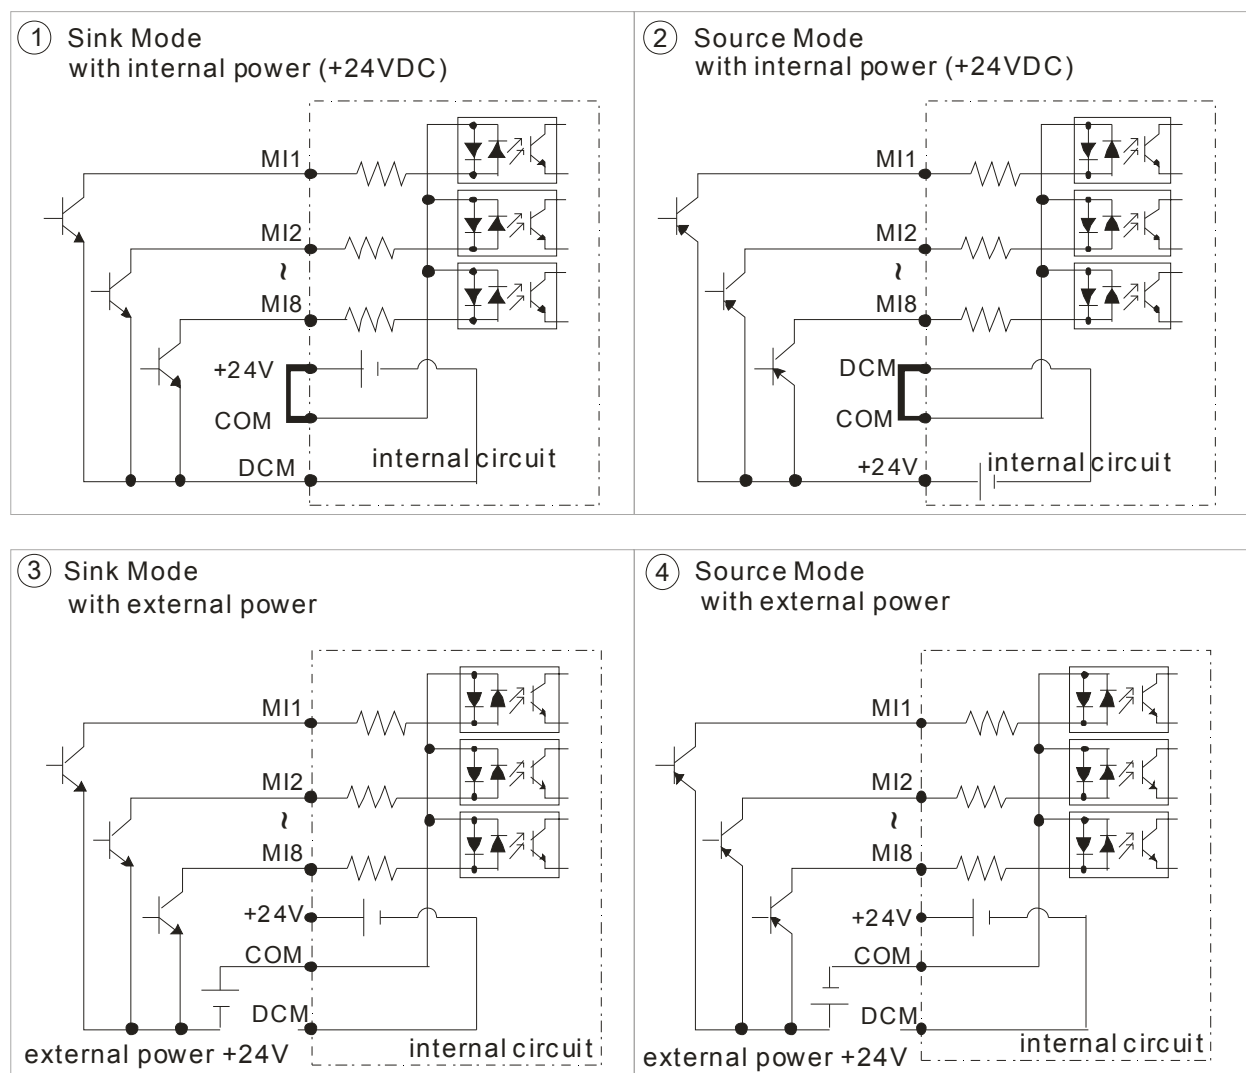 1 Sink Mode
with internal power (+24VDC)
MI1
MI2
~
MI8
+24V
COM
DCM
internal circuit
2 Source Mode
with internal power (+24VDC)
MI1
MI2
~
MI8
DCM
COM
+24V
internal circuit
3 Sink Mode
with external power
MI1
MI2
~
MI8
+24V
COM
DCM
external power +24V
internal circuit
4 Source Mode
with external power
MI1
MI2
~
MI8
+24V
COM
DCM
external power +24V
internal circuit